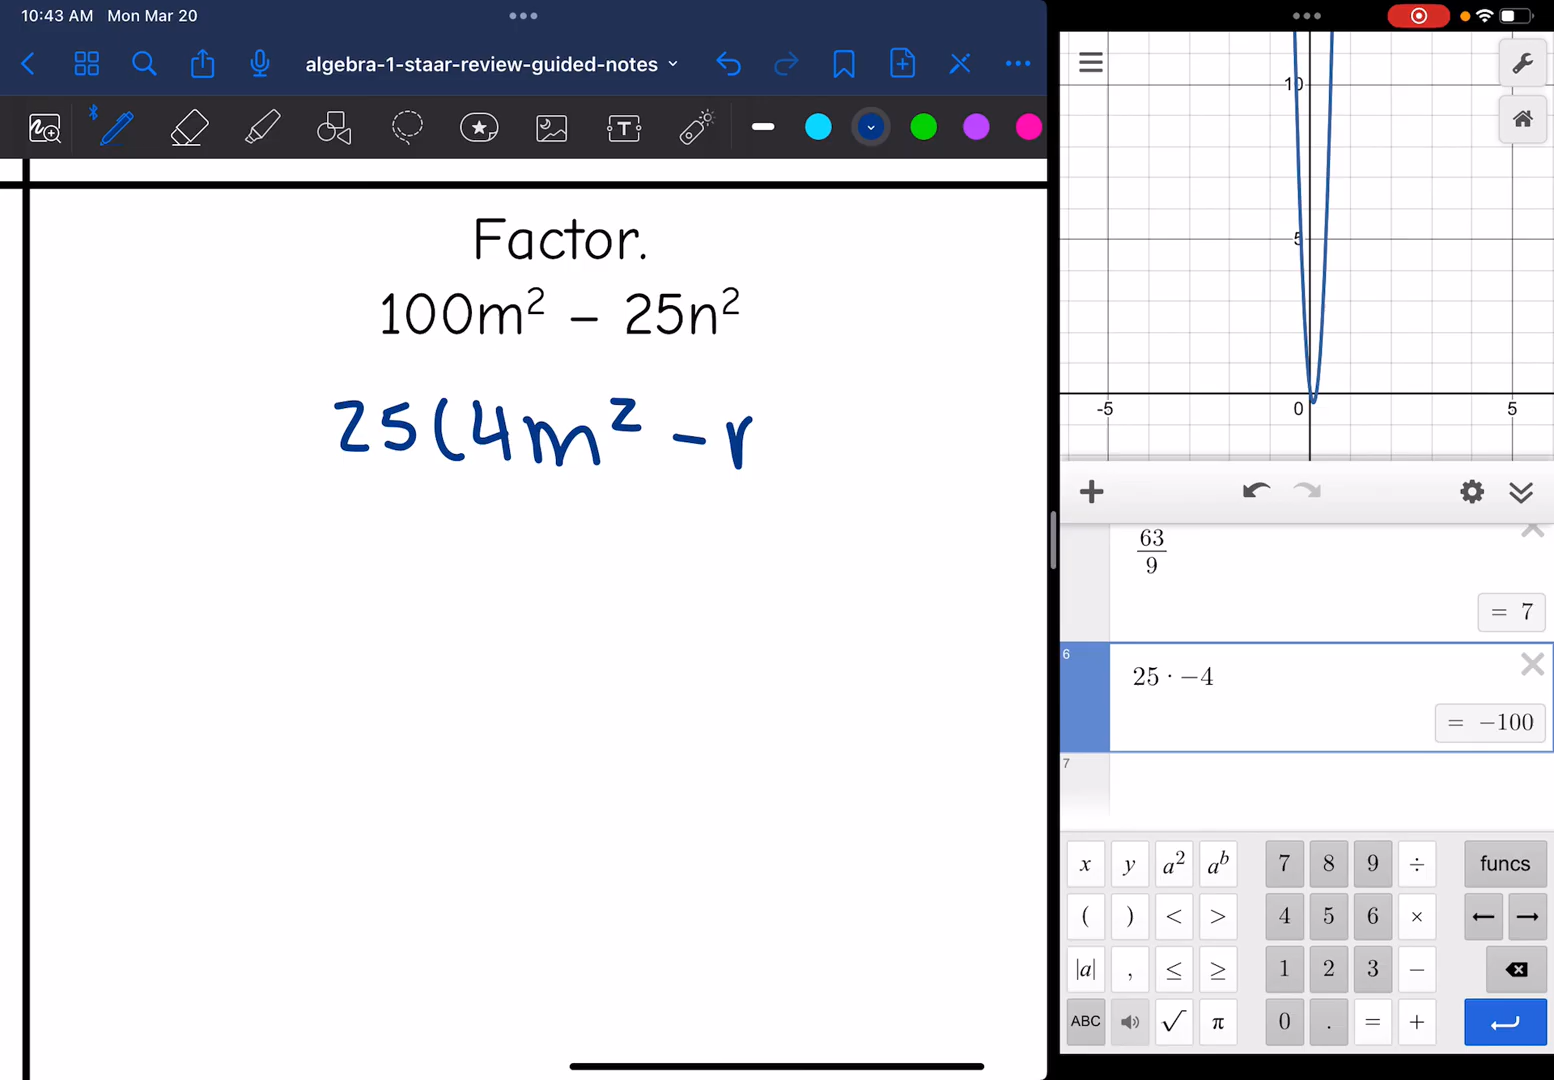 10:43 AM Mon Mar 20
algebra-1-staar-review-guided-notes
T
Factor.
100m² – 25n²
25(4m² – r
10
5
-5 0 5
63
9
= 7
6
25 · −4
= −100
7
x y a² aᵇ 7 8 9 ÷ funcs
( ) < > 4 5 6 × ← →
|a| , ≤ ≥ 1 2 3 −
ABC √ π 0 . = +